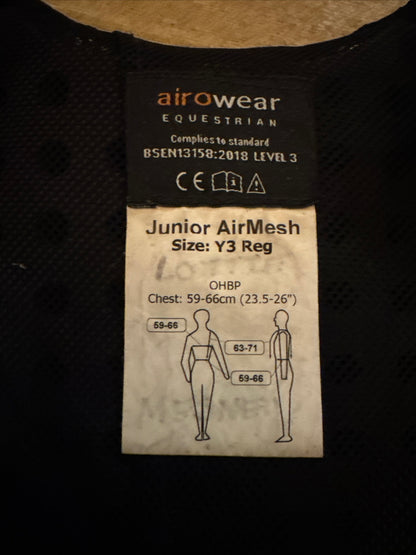 airowear
EQUESTRIAN
Complies to standard
BSEN13158:2018 LEVEL 3
CE
Junior AirMesh
Size: Y3 Reg
OHBP
Chest: 59-66cm (23.5-26")
59-66
63-71
59-66